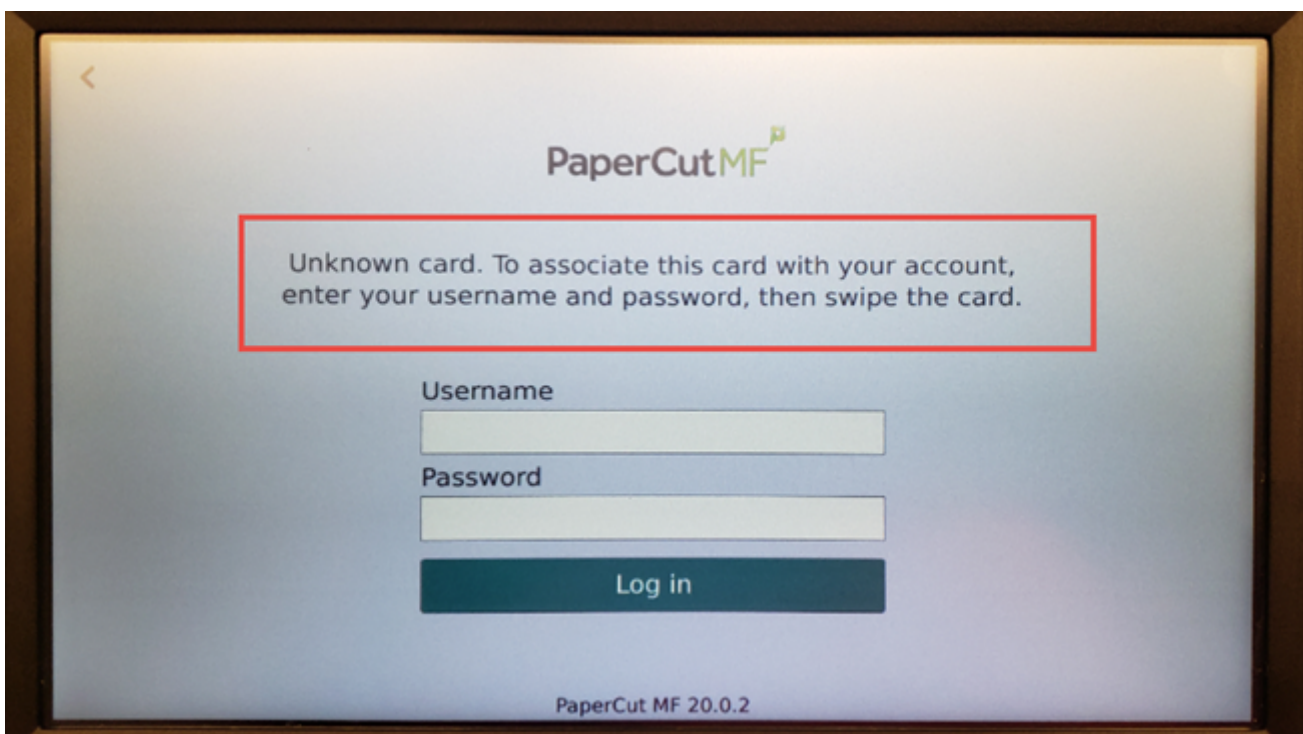 PaperCutMF
Unknown card. To associate this card with your account,
enter your username and password, then swipe the card.
Username
Password
Log in
PaperCut MF 20.0.2